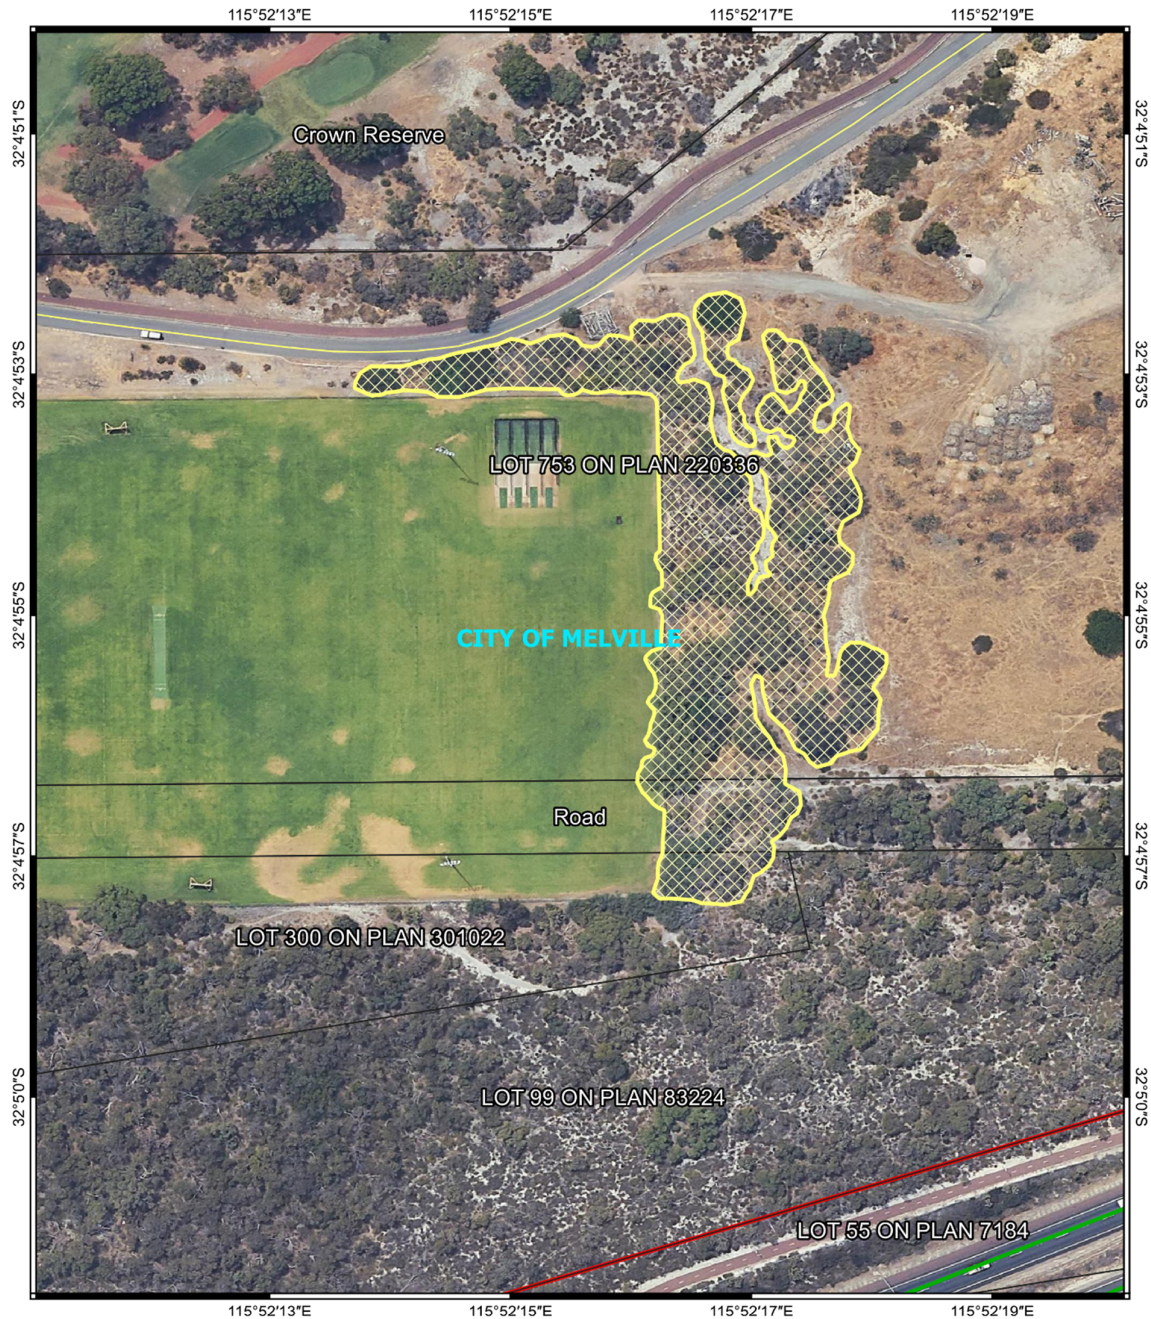 115°52'13"E
115°52'15"E
115°52'17"E
115°52'19"E
32°4'51"S
32°4'51"S
Crown Reserve
32°4'53"S
32°4'53"S
LOT 753 ON PLAN 220336
32°4'55"S
32°4'55"S
CITY OF MELVILLE
Road
32°4'57"S
32°4'57"S
LOT 300 ON PLAN 301022
LOT 99 ON PLAN 83224
32°5'0"S
32°5'0"S
LOT 55 ON PLAN 7184
115°52'13"E
115°52'15"E
115°52'17"E
115°52'19"E